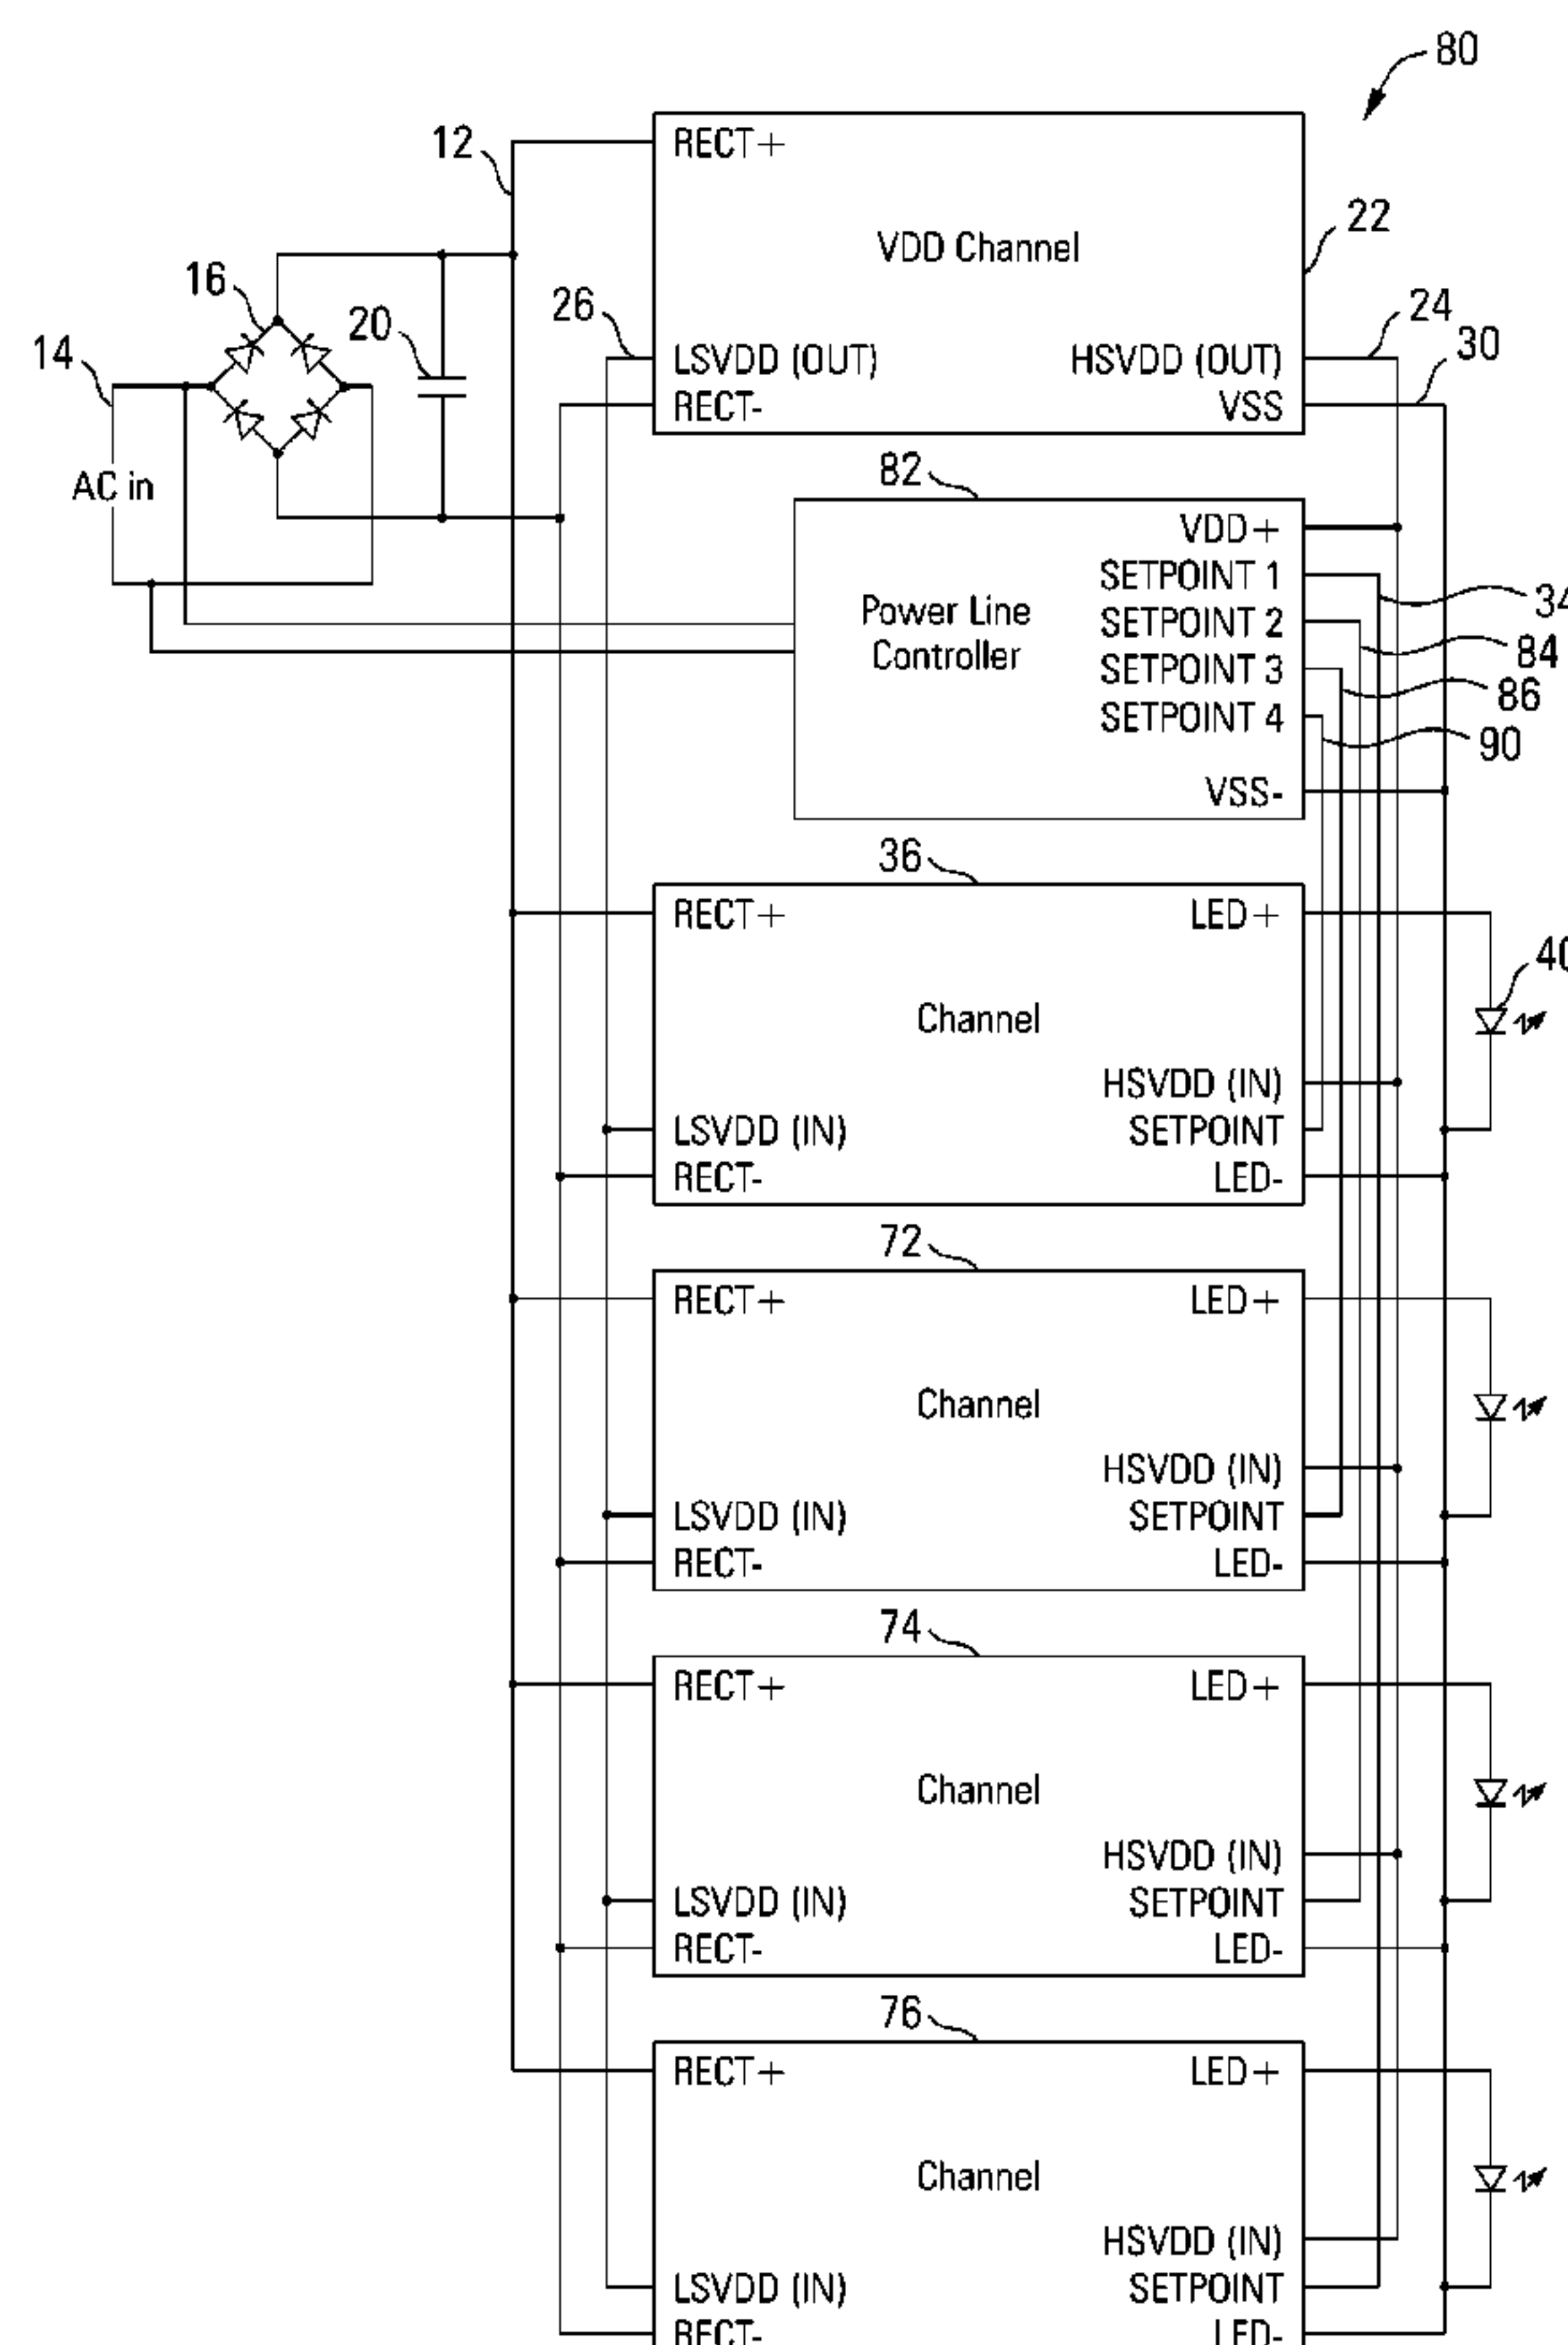 80
12
RECT+
22
VDD Channel
16
26
20
24
14
30
LSVDD (OUT)
HSVDD (OUT)
RECT-
VSS
AC in
82
VDD+
SETPOINT 1
34
Power Line
Controller
SETPOINT 2
84
SETPOINT 3
86
SETPOINT 4
90
VSS-
36
RECT+
LED+
40
Channel
HSVDD (IN)
LSVDD (IN)
SETPOINT
RECT-
LED-
72
RECT+
LED+
Channel
HSVDD (IN)
LSVDD (IN)
SETPOINT
RECT-
LED-
74
RECT+
LED+
Channel
HSVDD (IN)
LSVDD (IN)
SETPOINT
RECT-
LED-
76
RECT+
LED+
Channel
HSVDD (IN)
LSVDD (IN)
SETPOINT
RECT-
LED-